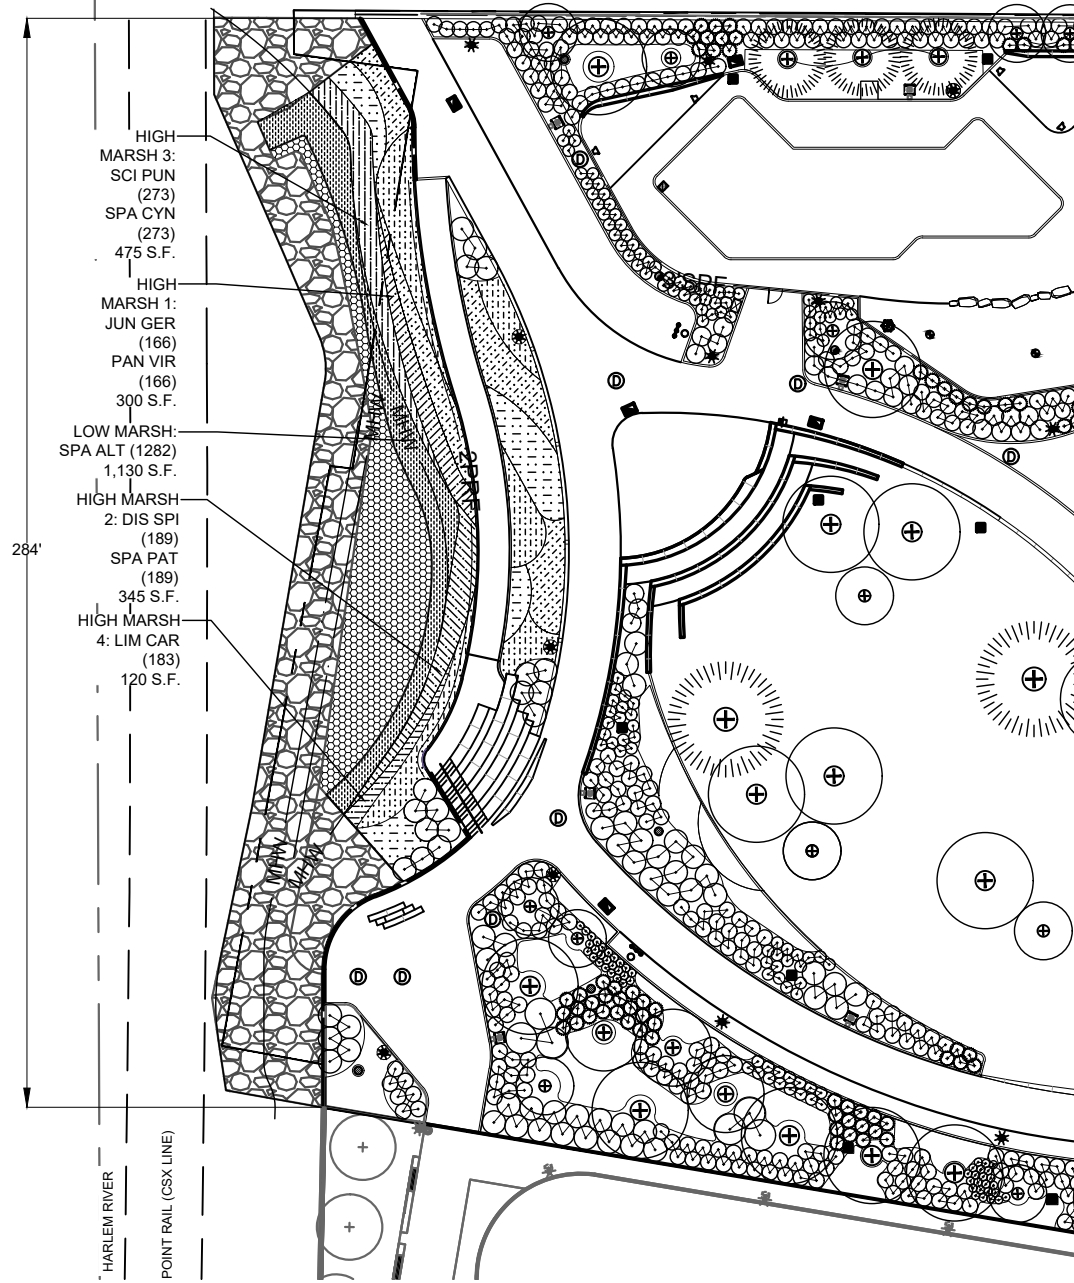 HIGH
MARSH 3:
SCI PUN
(273)
SPA CYN
(273)
475 S.F.
HIGH
MARSH 1:
JUN GER
(166)
PAN VIR
(166)
300 S.F.
LOW MARSH:
SPA ALT (1282)
1,130 S.F.
HIGH MARSH
2: DIS SPI
(189)
SPA PAT
(189)
345 S.F.
HIGH MARSH
4: LIM CAR
(183)
120 S.F.
284'
MHW
MHW
D
D
D
D
D
D
D
D
HARLEM RIVER
POINT RAIL (CSX LINE)